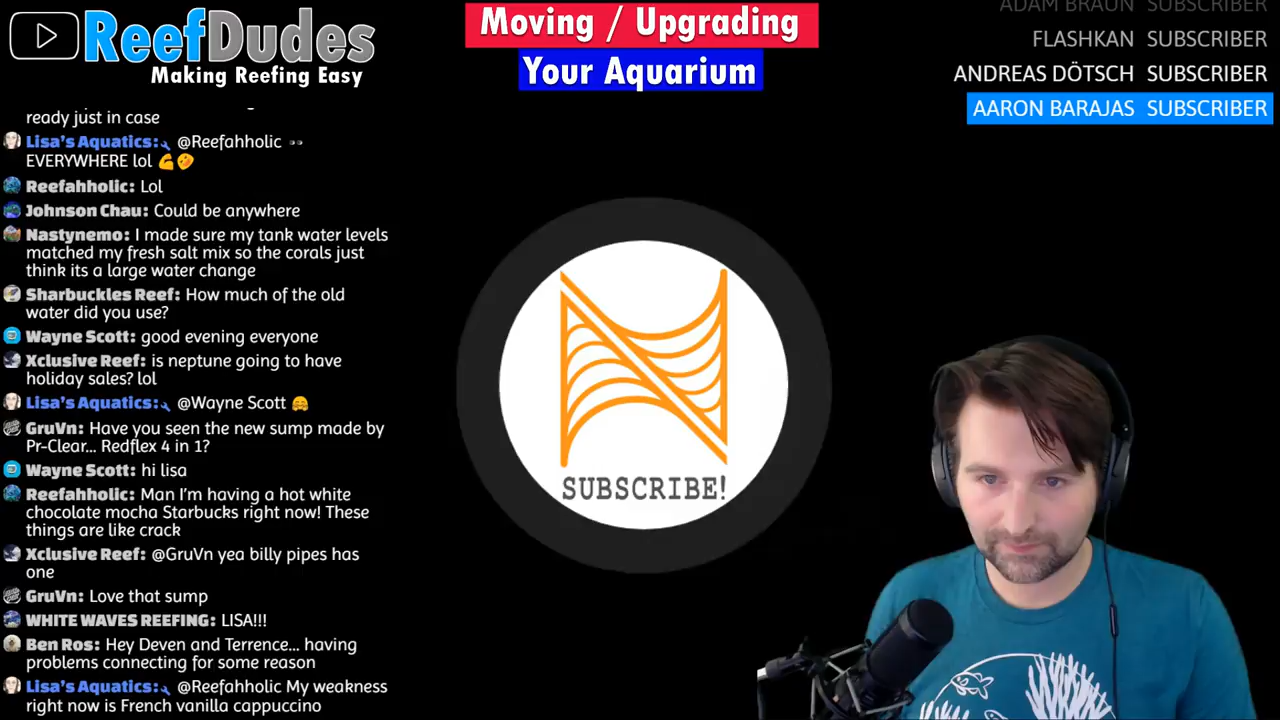 ReefDudes
Making Reefing Easy
Moving / Upgrading
Your Aquarium
ADAM BRAUN SUBSCRIBER
FLASHKAN SUBSCRIBER
ANDREAS DÖTSCH SUBSCRIBER
AARON BARAJAS SUBSCRIBER
ready just in case
Lisa's Aquatics: @Reefahholic 👀
EVERYWHERE lol 💪🤣
Reefahholic: Lol
Johnson Chau: Could be anywhere
Nastynemo: I made sure my tank water levels
matched my fresh salt mix so the corals just
think its a large water change
Sharbuckles Reef: How much of the old
water did you use?
Wayne Scott: good evening everyone
Xclusive Reef: is neptune going to have
holiday sales? lol
Lisa's Aquatics: @Wayne Scott 🤗
GruVn: Have you seen the new sump made by
Pr-Clear... Redflex 4 in 1?
Wayne Scott: hi lisa
Reefahholic: Man I'm having a hot white
chocolate mocha Starbucks right now! These
things are like crack
Xclusive Reef: @GruVn yea billy pipes has
one
GruVn: Love that sump
WHITE WAVES REEFING: LISA!!!
Ben Ros: Hey Deven and Terrence... having
problems connecting for some reason
Lisa's Aquatics: @Reefahholic My weakness
right now is French vanilla cappuccino
SUBSCRIBE!